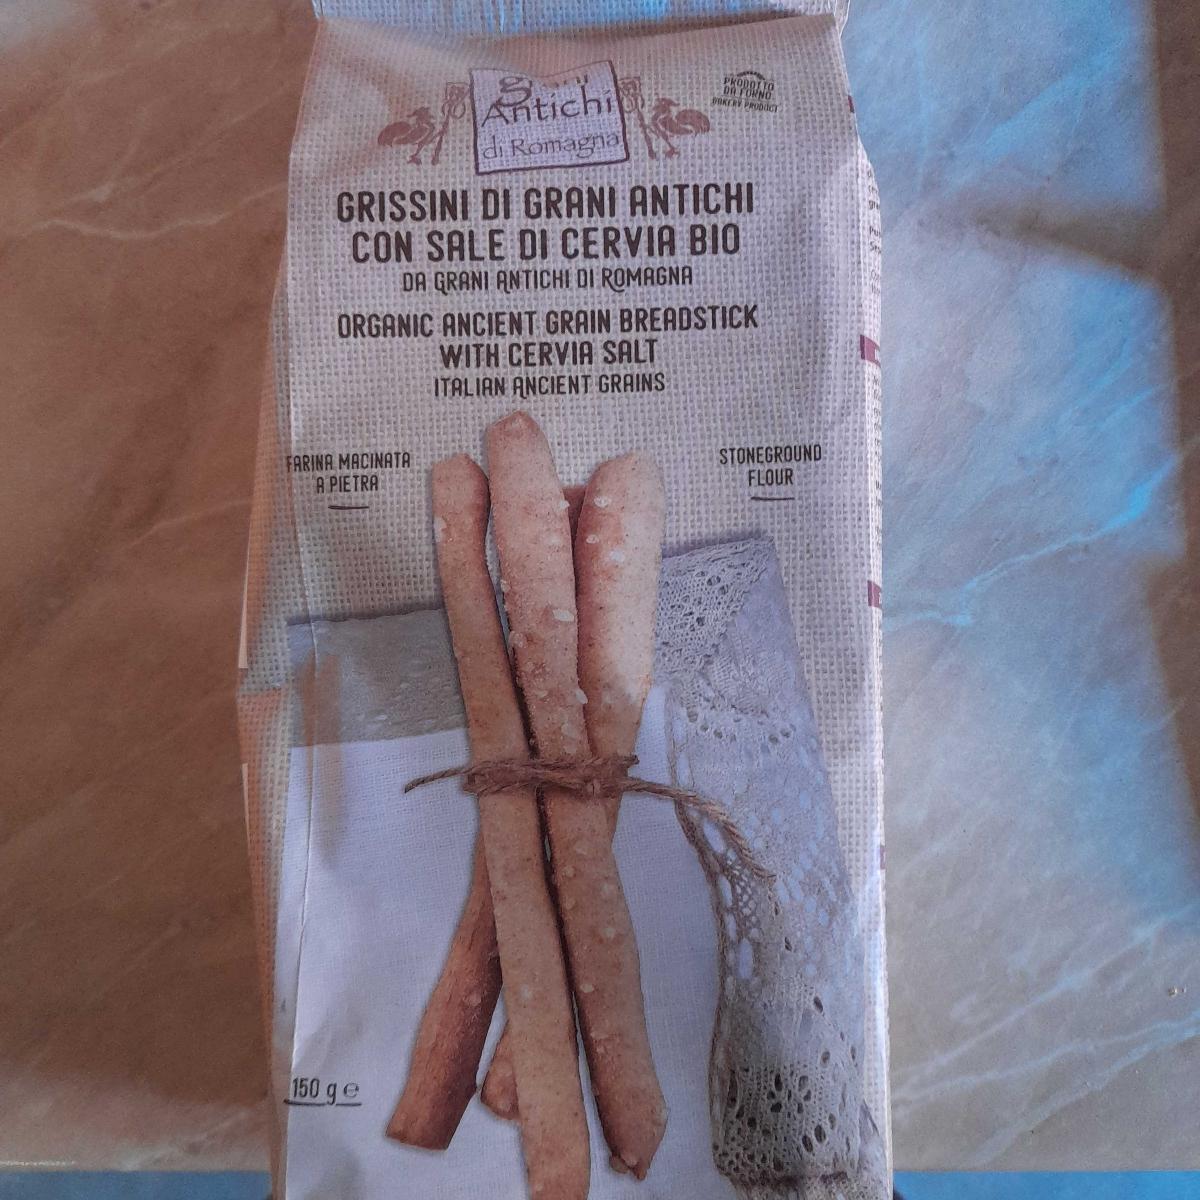 Antichi
di Romagna
PRODOTTO
DA FORNO
BAKERY PRODUCT
GRISSINI DI GRANI ANTICHI
CON SALE DI CERVIA BIO
DA GRANI ANTICHI DI ROMAGNA
ORGANIC ANCIENT GRAIN BREADSTICK
WITH CERVIA SALT
ITALIAN ANCIENT GRAINS
FARINA MACINATA
A PIETRA
STONEGROUND
FLOUR
150 g e